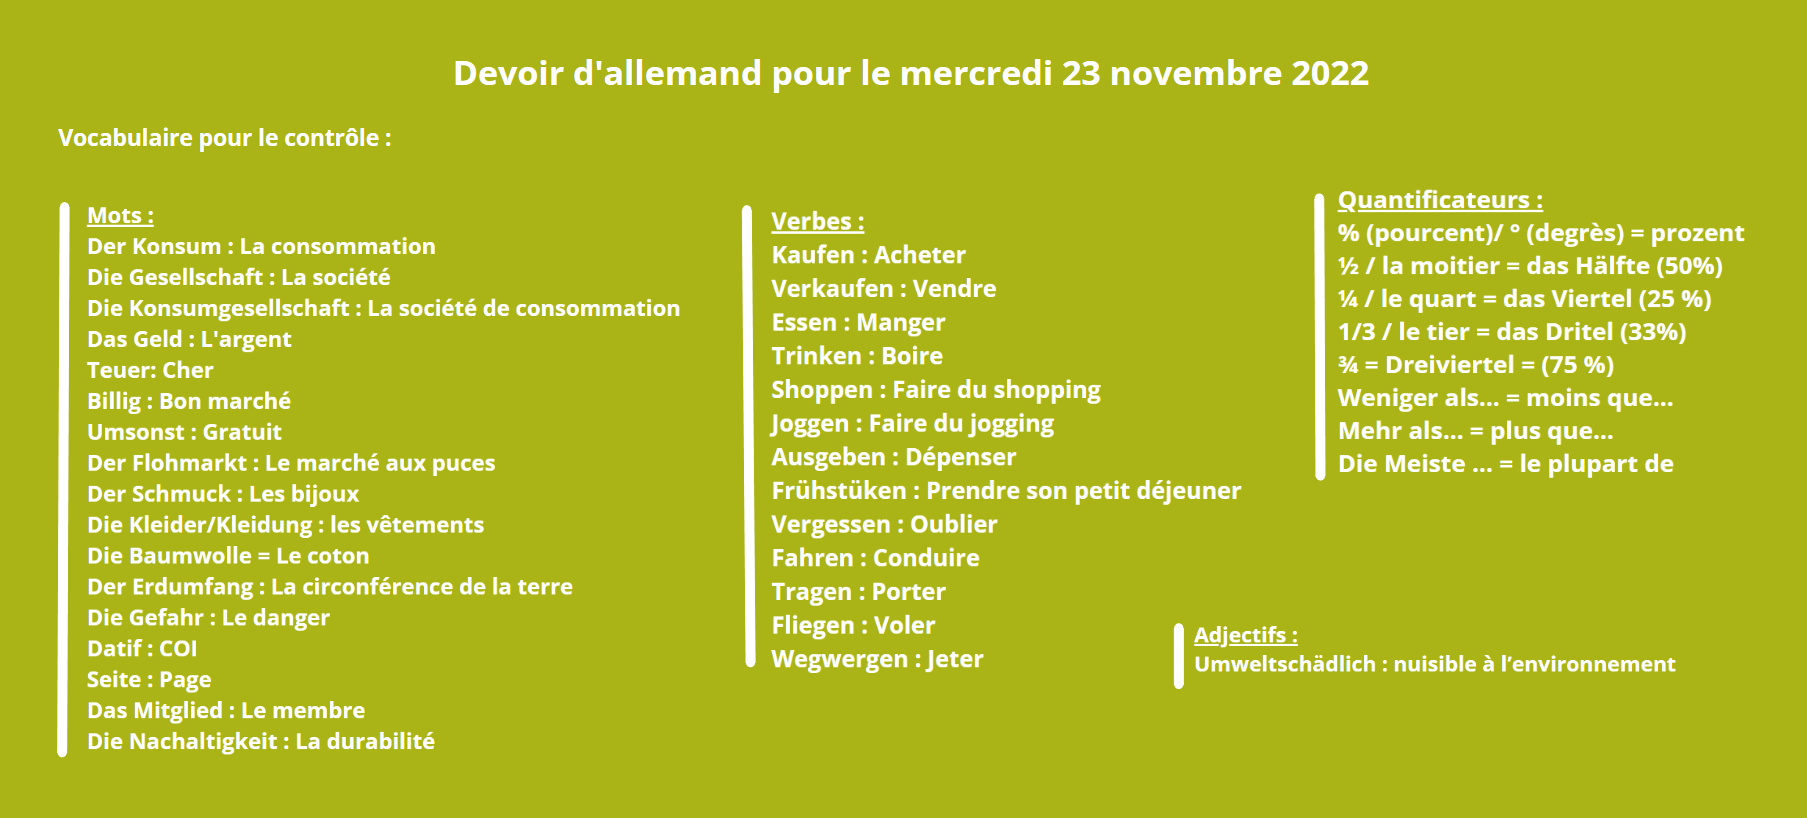 Devoir d'allemand pour le mercredi 23 novembre 2022
Vocabulaire pour le contrôle :
Mots :
Der Konsum : La consommation
Die Gesellschaft : La société
Die Konsumgesellschaft : La société de consommation
Das Geld : L'argent
Teuer: Cher
Billig : Bon marché
Umsonst : Gratuit
Der Flohmarkt : Le marché aux puces
Der Schmuck : Les bijoux
Die Kleider/Kleidung : les vêtements
Die Baumwolle = Le coton
Der Erdumfang : La circonférence de la terre
Die Gefahr : Le danger
Datif : COI
Seite : Page
Das Mitglied : Le membre
Die Nachaltigkeit : La durabilité
Verbes :
Kaufen : Acheter
Verkaufen : Vendre
Essen : Manger
Trinken : Boire
Shoppen : Faire du shopping
Joggen : Faire du jogging
Ausgeben : Dépenser
Frühstüken : Prendre son petit déjeuner
Vergessen : Oublier
Fahren : Conduire
Tragen : Porter
Fliegen : Voler
Wegwergen : Jeter
Quantificateurs :
% (pourcent)/ ° (degrès) = prozent
½ / la moitier = das Hälfte (50%)
¼ / le quart = das Viertel (25 %)
1/3 / le tier = das Dritel (33%)
¾ = Dreiviertel = (75 %)
Weniger als... = moins que...
Mehr als... = plus que...
Die Meiste ... = le plupart de
Adjectifs :
Umweltschädlich : nuisible à l’environnement